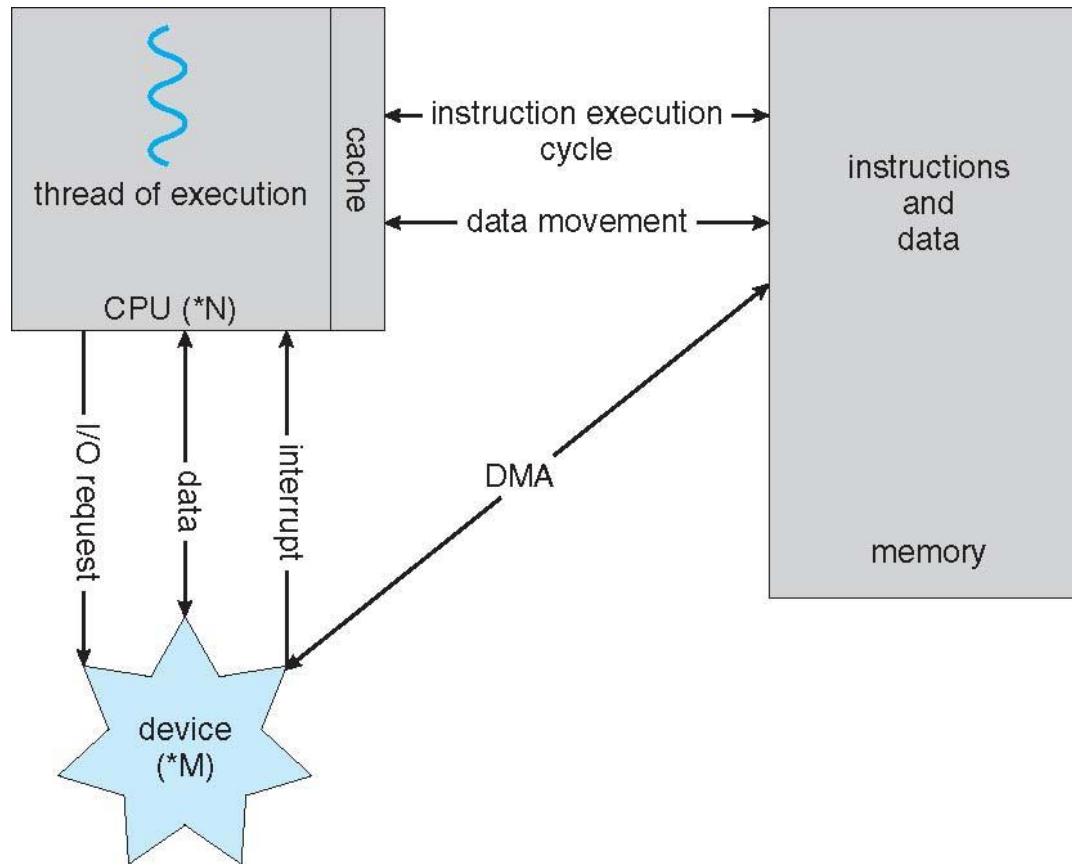 thread of execution
cache
CPU (*N)
instruction execution
cycle
data movement
instructions
and
data
memory
I/O request
data
interrupt
DMA
device
(*M)